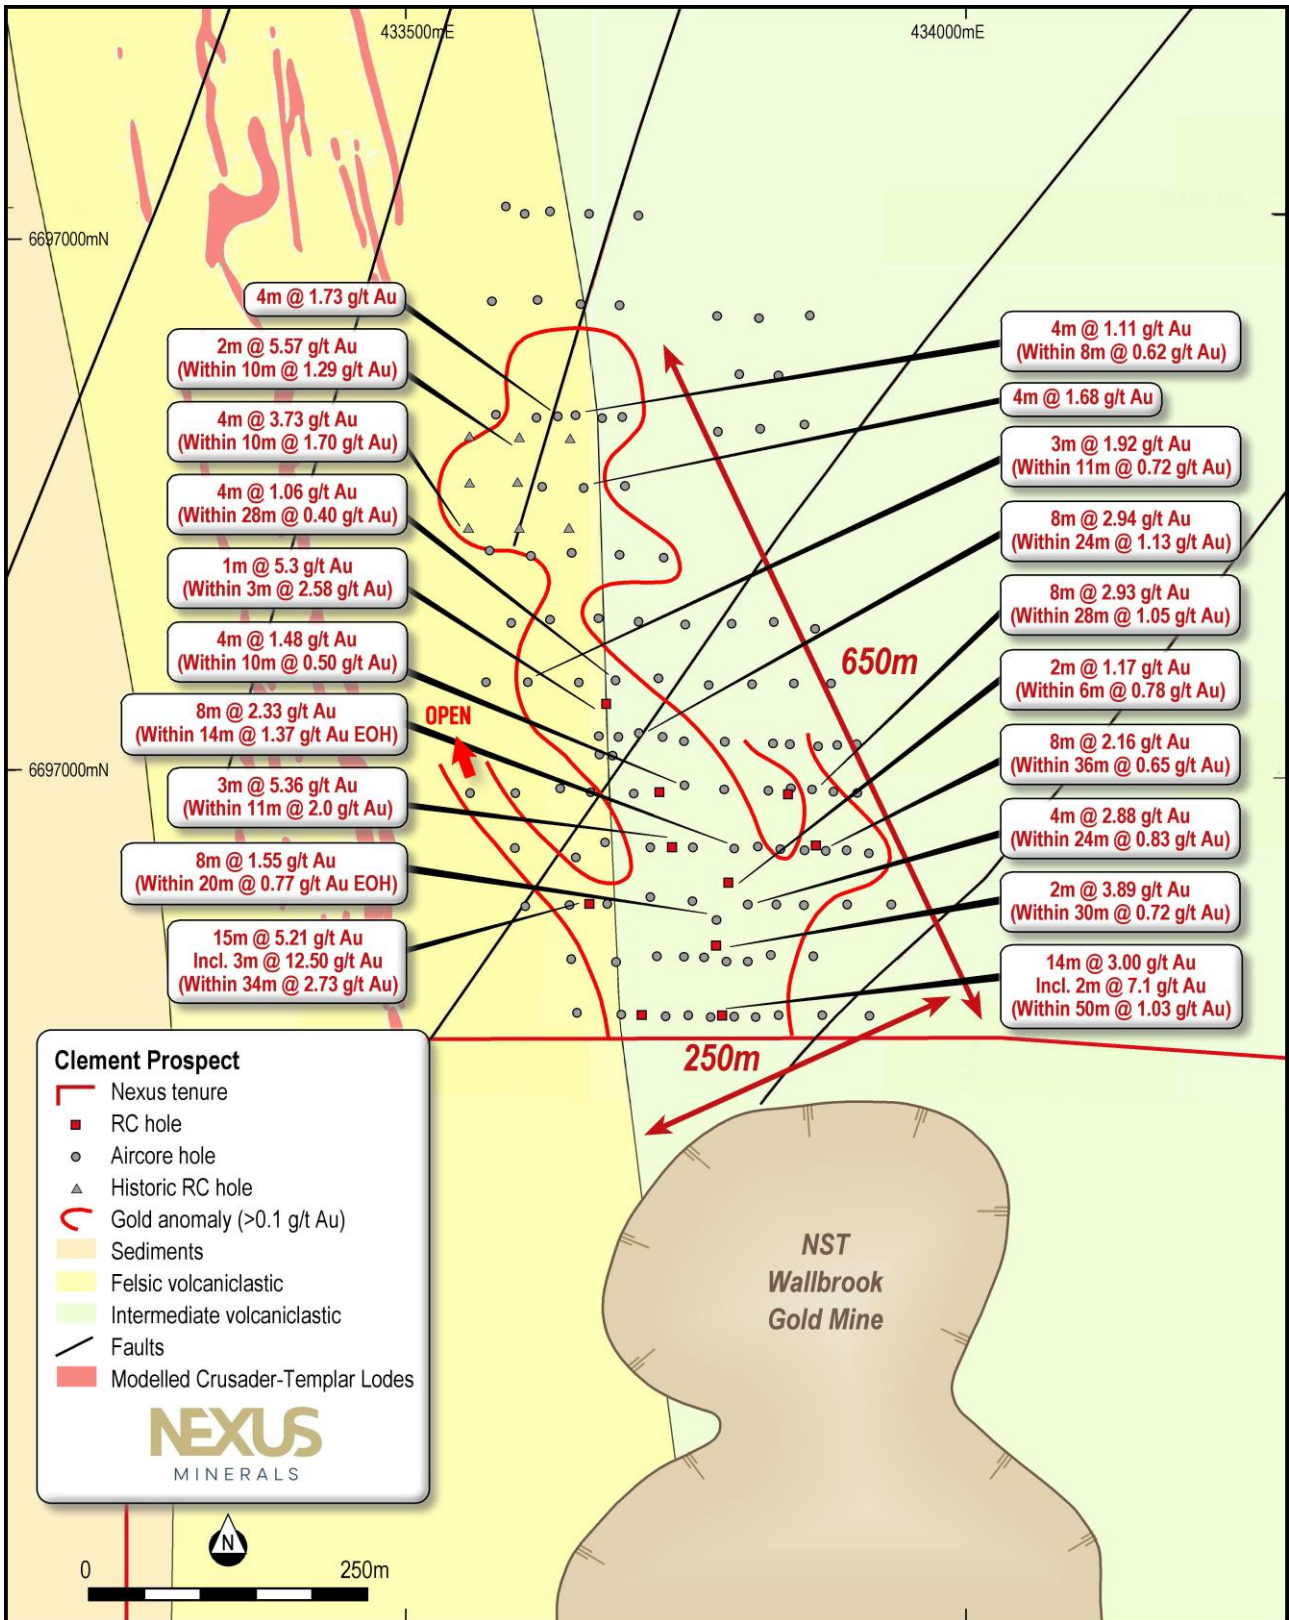 433500mE
434000mE
6697000mN
4m @ 1.73 g/t Au
2m @ 5.57 g/t Au
(Within 10m @ 1.29 g/t Au)
4m @ 3.73 g/t Au
(Within 10m @ 1.70 g/t Au)
4m @ 1.06 g/t Au
(Within 28m @ 0.40 g/t Au)
1m @ 5.3 g/t Au
(Within 3m @ 2.58 g/t Au)
4m @ 1.48 g/t Au
(Within 10m @ 0.50 g/t Au)
8m @ 2.33 g/t Au
(Within 14m @ 1.37 g/t Au EOH)
OPEN
6697000mN
3m @ 5.36 g/t Au
(Within 11m @ 2.0 g/t Au)
8m @ 1.55 g/t Au
(Within 20m @ 0.77 g/t Au EOH)
15m @ 5.21 g/t Au
Incl. 3m @ 12.50 g/t Au
(Within 34m @ 2.73 g/t Au)
4m @ 1.11 g/t Au
(Within 8m @ 0.62 g/t Au)
4m @ 1.68 g/t Au
3m @ 1.92 g/t Au
(Within 11m @ 0.72 g/t Au)
8m @ 2.94 g/t Au
(Within 24m @ 1.13 g/t Au)
8m @ 2.93 g/t Au
(Within 28m @ 1.05 g/t Au)
650m
2m @ 1.17 g/t Au
(Within 6m @ 0.78 g/t Au)
8m @ 2.16 g/t Au
(Within 36m @ 0.65 g/t Au)
4m @ 2.88 g/t Au
(Within 24m @ 0.83 g/t Au)
2m @ 3.89 g/t Au
(Within 30m @ 0.72 g/t Au)
14m @ 3.00 g/t Au
Incl. 2m @ 7.1 g/t Au
(Within 50m @ 1.03 g/t Au)
250m
Clement Prospect
Nexus tenure
RC hole
Aircore hole
Historic RC hole
Gold anomaly (>0.1 g/t Au)
Sediments
Felsic volcaniclastic
Intermediate volcaniclastic
Faults
Modelled Crusader-Templar Lodes
NEXUS
MINERALS
NST
Wallbrook
Gold Mine
N
0
250m